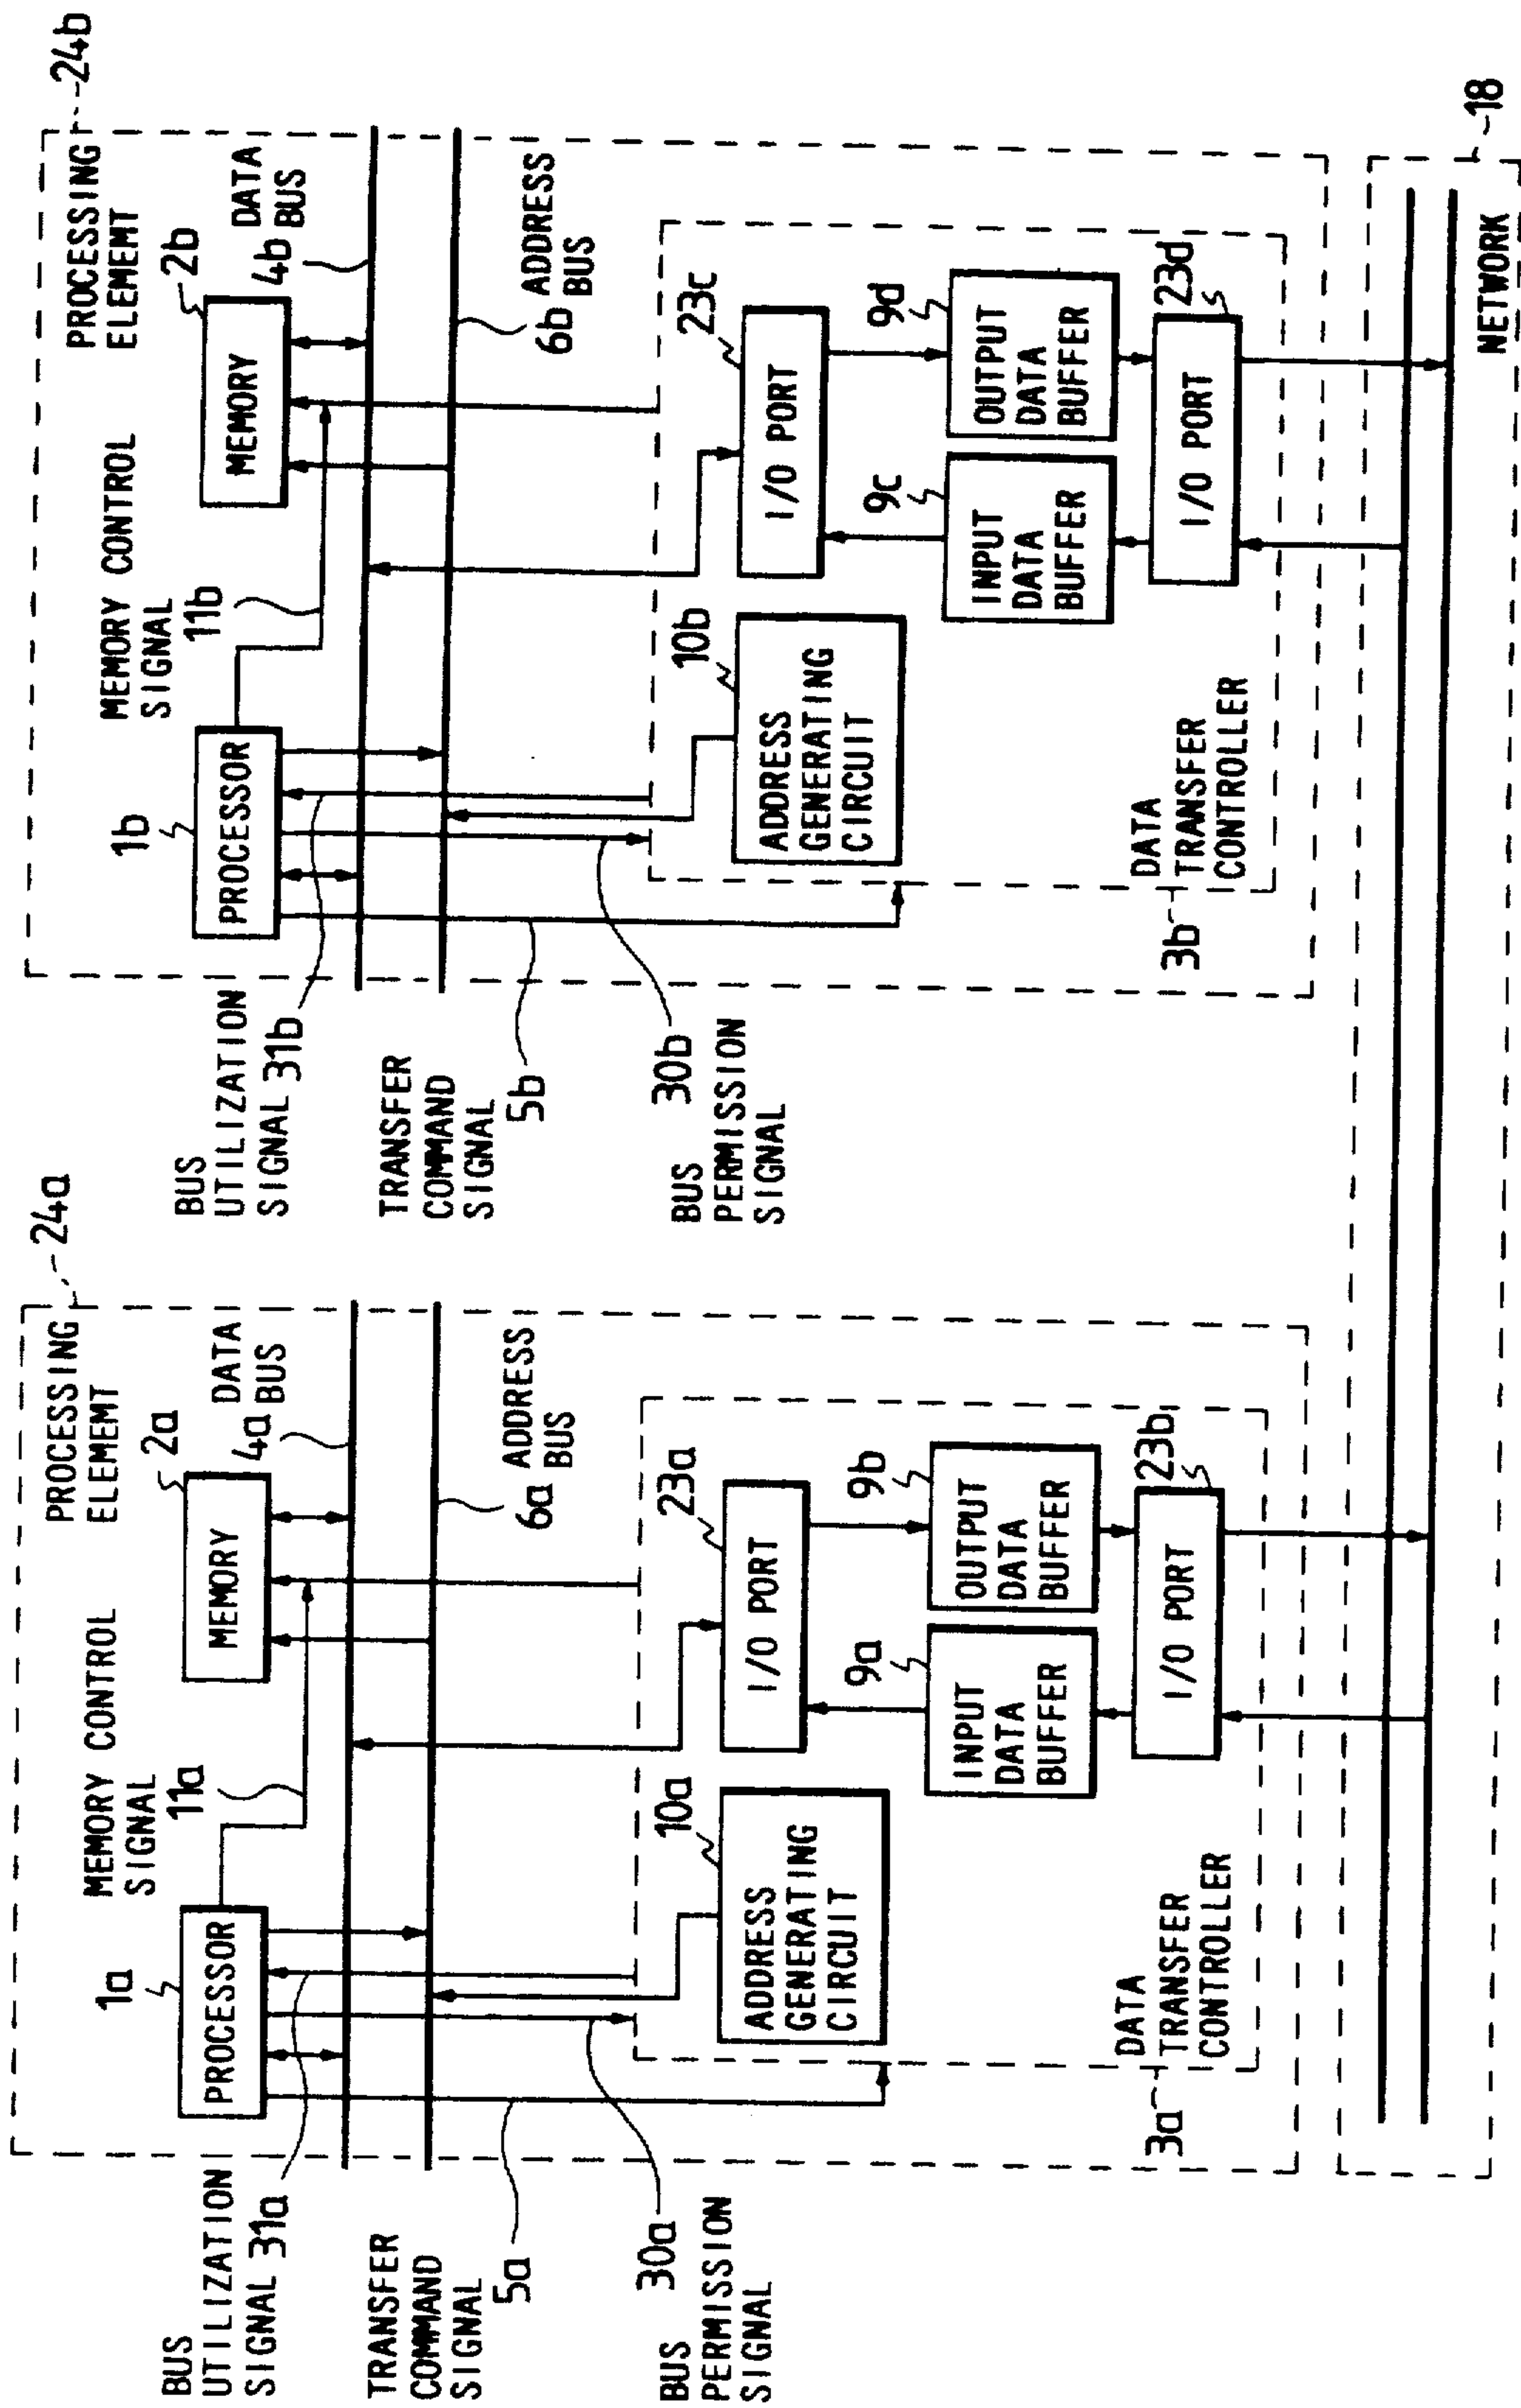 24a
PROCESSING
ELEMEMT
MEMORY CONTROL
SIGNAL
11a
1a
PROCESSOR
2a
MEMORY
DATA
BUS
4a
BUS
UTILIZATION
SIGNAL 31a
TRANSFER
COMMAND
SIGNAL
5a
ADDRESS
BUS
6a
30a
BUS
PERMISSION
SIGNAL
10a
ADDRESS
GENERATING
CIRCUIT
23a
I/O PORT
9a
INPUT
DATA
BUFFER
9b
OUTPUT
DATA
BUFFER
23b
I/O PORT
DATA
TRANSFER
CONTROLLER
3a
24b
PROCESSING
ELEMEMT
MEMORY CONTROL
SIGNAL
11b
1b
PROCESSOR
2b
MEMORY
DATA
BUS
4b
BUS
UTILIZATION
SIGNAL 31b
TRANSFER
COMMAND
SIGNAL
5b
ADDRESS
BUS
6b
30b
BUS
PERMISSION
SIGNAL
10b
ADDRESS
GENERATING
CIRCUIT
23c
I/O PORT
9c
INPUT
DATA
BUFFER
9d
OUTPUT
DATA
BUFFER
23d
I/O PORT
DATA
TRANSFER
CONTROLLER
3b
NETWORK
18